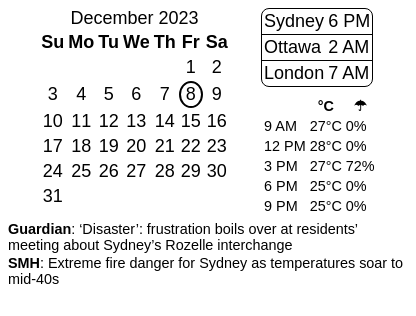 December 2023
Su Mo Tu We Th Fr Sa
1 2
3 4 5 6 7 8 9
10 11 12 13 14 15 16
17 18 19 20 21 22 23
24 25 26 27 28 29 30
31
Sydney 6 PM
Ottawa 2 AM
London 7 AM
°C ☂
9 AM 27°C 0%
12 PM 28°C 0%
3 PM 27°C 72%
6 PM 25°C 0%
9 PM 25°C 0%
Guardian: ‘Disaster’: frustration boils over at residents’
meeting about Sydney’s Rozelle interchange
SMH: Extreme fire danger for Sydney as temperatures soar to
mid-40s